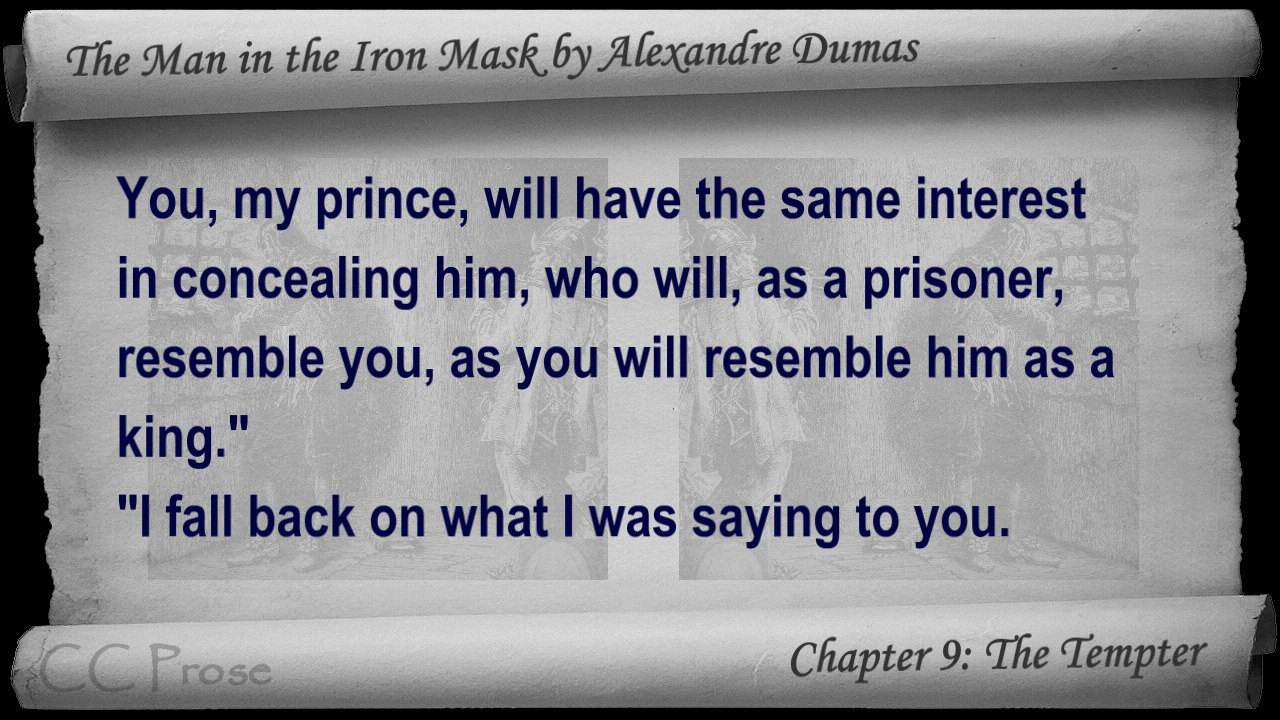 The Man in the Iron Mask by Alexandre Dumas
You, my prince, will have the same interest
in concealing him, who will, as a prisoner,
resemble you, as you will resemble him as a
king."
"I fall back on what I was saying to you.
CC Prose
Chapter 9: The Tempter